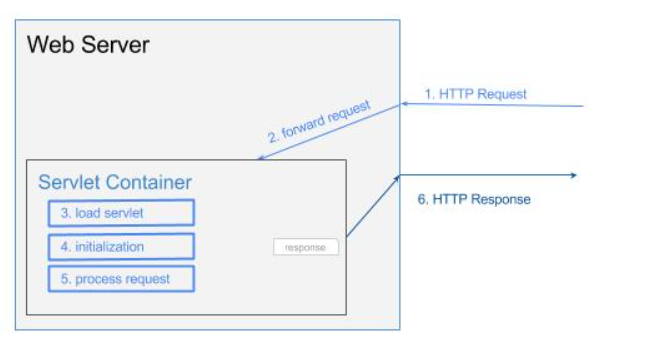 Web Server
1. HTTP Request
2. forward request
Servlet Container
3. load servlet
4. initialization
5. process request
response
6. HTTP Response